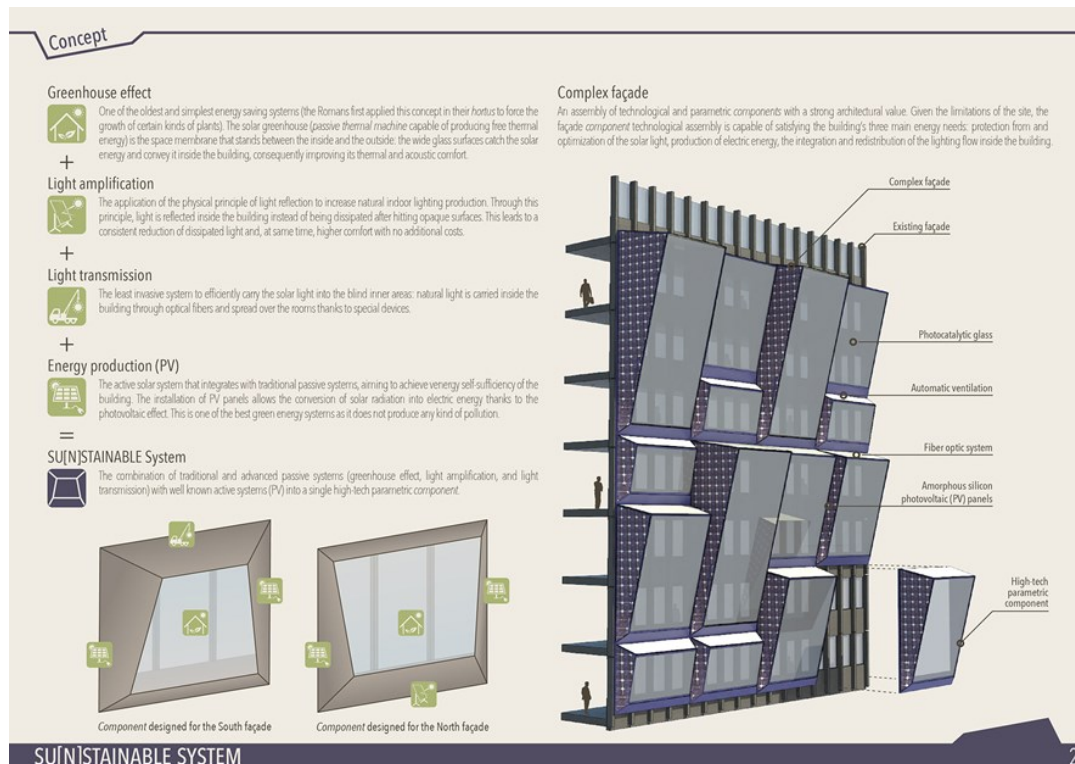 Concept
Greenhouse effect
One of the oldest and simplest energy saving systems (the Romans first applied this concept in their hortus to force the
growth of certain kinds of plants). The solar greenhouse (passive thermal machine capable of producing free thermal
energy) is the space membrane that stands between the inside and the outside: the wide glass surfaces catch the solar
energy and convey it inside the building, consequently improving its thermal and acoustic comfort.
+
Light amplification
The application of the physical principle of light reflection to increase natural indoor lighting production. Through this
principle, light is reflected inside the building instead of being dissipated after hitting opaque surfaces. This leads to a
consistent reduction of dissipated light and, at same time, higher comfort with no additional costs.
+
Light transmission
The least invasive system to efficiently carry the solar light into the blind inner areas: natural light is carried inside the
building through optical fibers and spread over the rooms thanks to special devices.
+
Energy production (PV)
The active solar system that integrates with traditional passive systems, aiming to achieve venergy self-sufficiency of the
building. The installation of PV panels allows the conversion of solar radiation into electric energy thanks to the
photovoltaic effect. This is one of the best green energy systems as it does not produce any kind of pollution.
=
SU[N]STAINABLE System
The combination of traditional and advanced passive systems (greenhouse effect, light amplification, and light
transmission) with well known active systems (PV) into a single high-tech parametric component.
Component designed for the South façade
Component designed for the North façade
Complex façade
An assembly of technological and parametric components with a strong architectural value. Given the limitations of the site, the
façade component technological assembly is capable of satisfying the building's three main energy needs: protection from and
optimization of the solar light, production of electric energy, the integration and redistribution of the lighting flow inside the building.
Complex façade
Existing façade
Photocatalytic glass
Automatic ventilation
Fiber optic system
Amorphous silicon
photovoltaic (PV) panels
High-tech
parametric
component
SU[N]STAINABLE SYSTEM
2